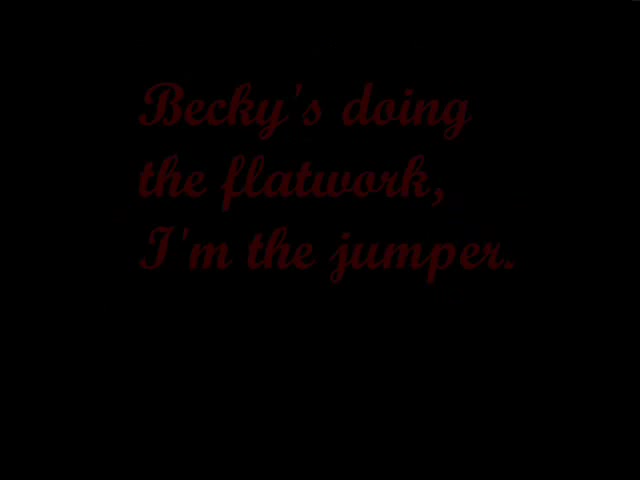 Becky's doing
the flatwork,
I'm the jumper.